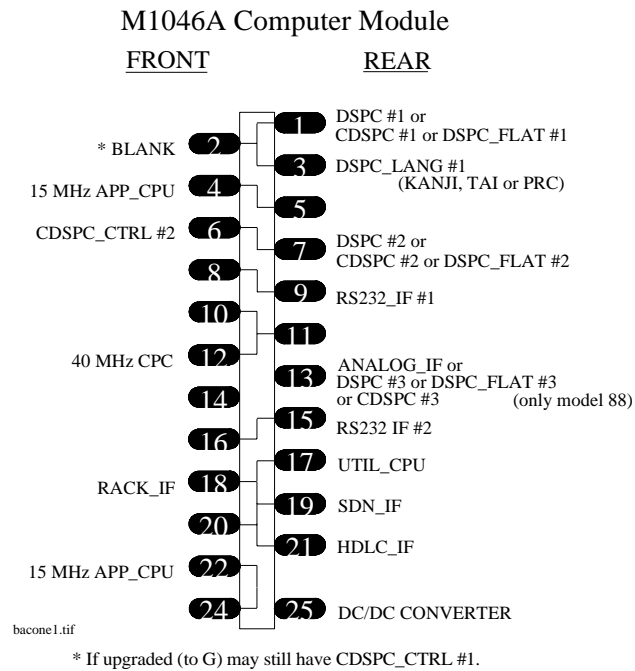 M1046A Computer Module
FRONT REAR
1 DSPC #1 or
CDSPC #1 or DSPC_FLAT #1
* BLANK 2
3 DSPC_LANG #1
(KANJI, TAI or PRC)
15 MHz APP_CPU 4
5
CDSPC_CTRL #2 6
7 DSPC #2 or
CDSPC #2 or DSPC_FLAT #2
8
9 RS232_IF #1
10
11
40 MHz CPC 12
13 ANALOG_IF or
DSPC #3 or DSPC_FLAT #3
or CDSPC #3 (only model 88)
14
15 RS232 IF #2
16
17 UTIL_CPU
RACK_IF 18
19 SDN_IF
20
21 HDLC_IF
15 MHz APP_CPU 22
24
25 DC/DC CONVERTER
bacone1.tif
* If upgraded (to G) may still have CDSPC_CTRL #1.